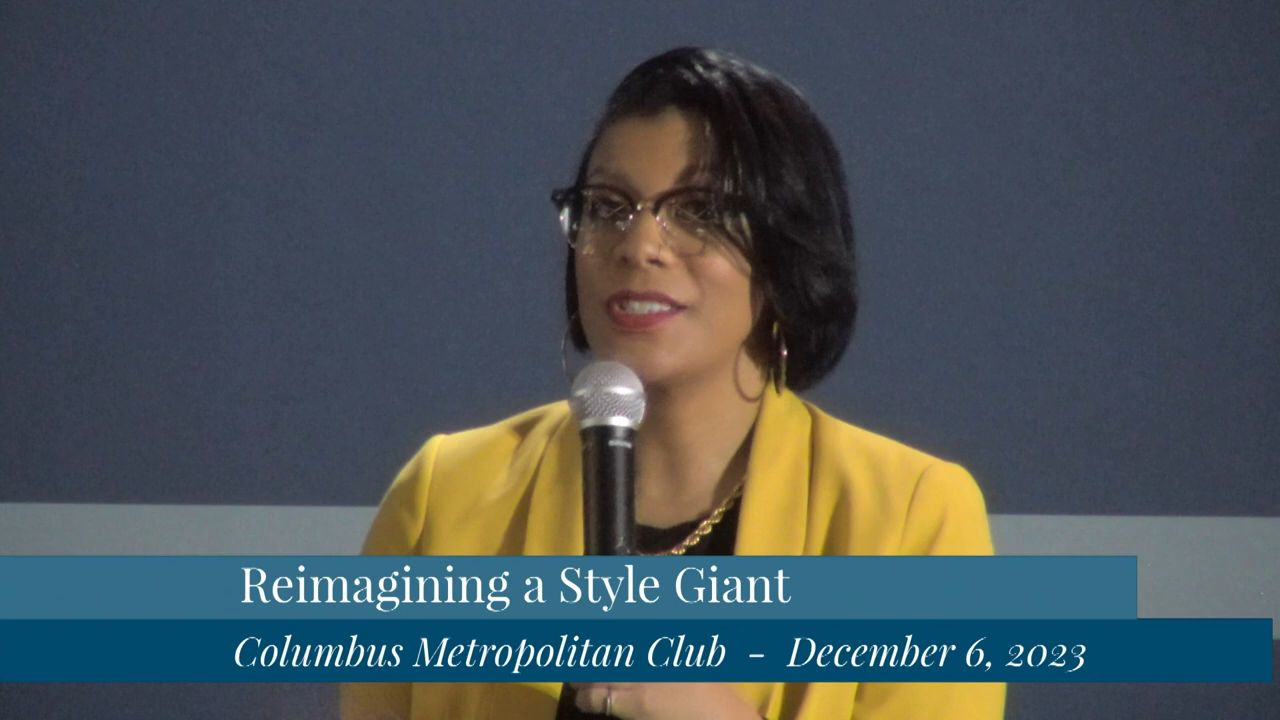 Reimagining a Style Giant
Columbus Metropolitan Club - December 6, 2023